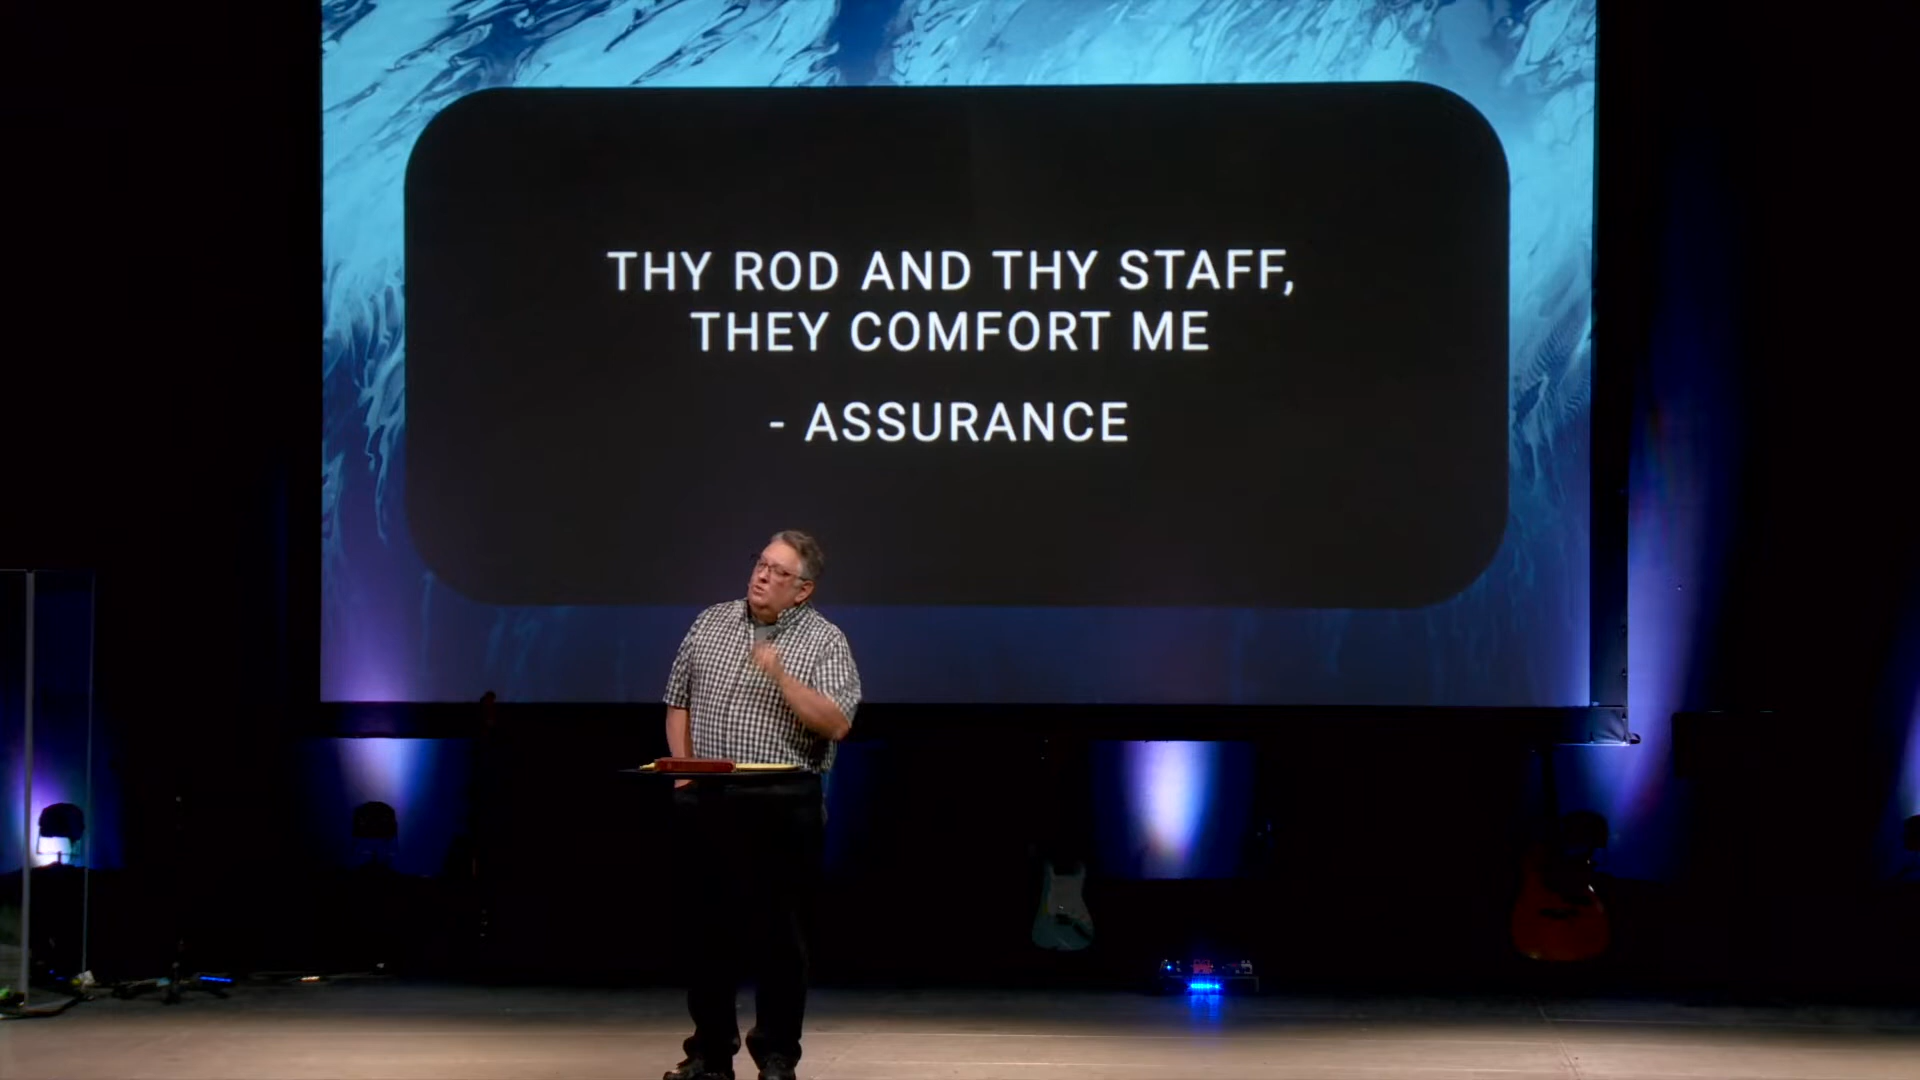 THY ROD AND THY STAFF,
THEY COMFORT ME
- ASSURANCE